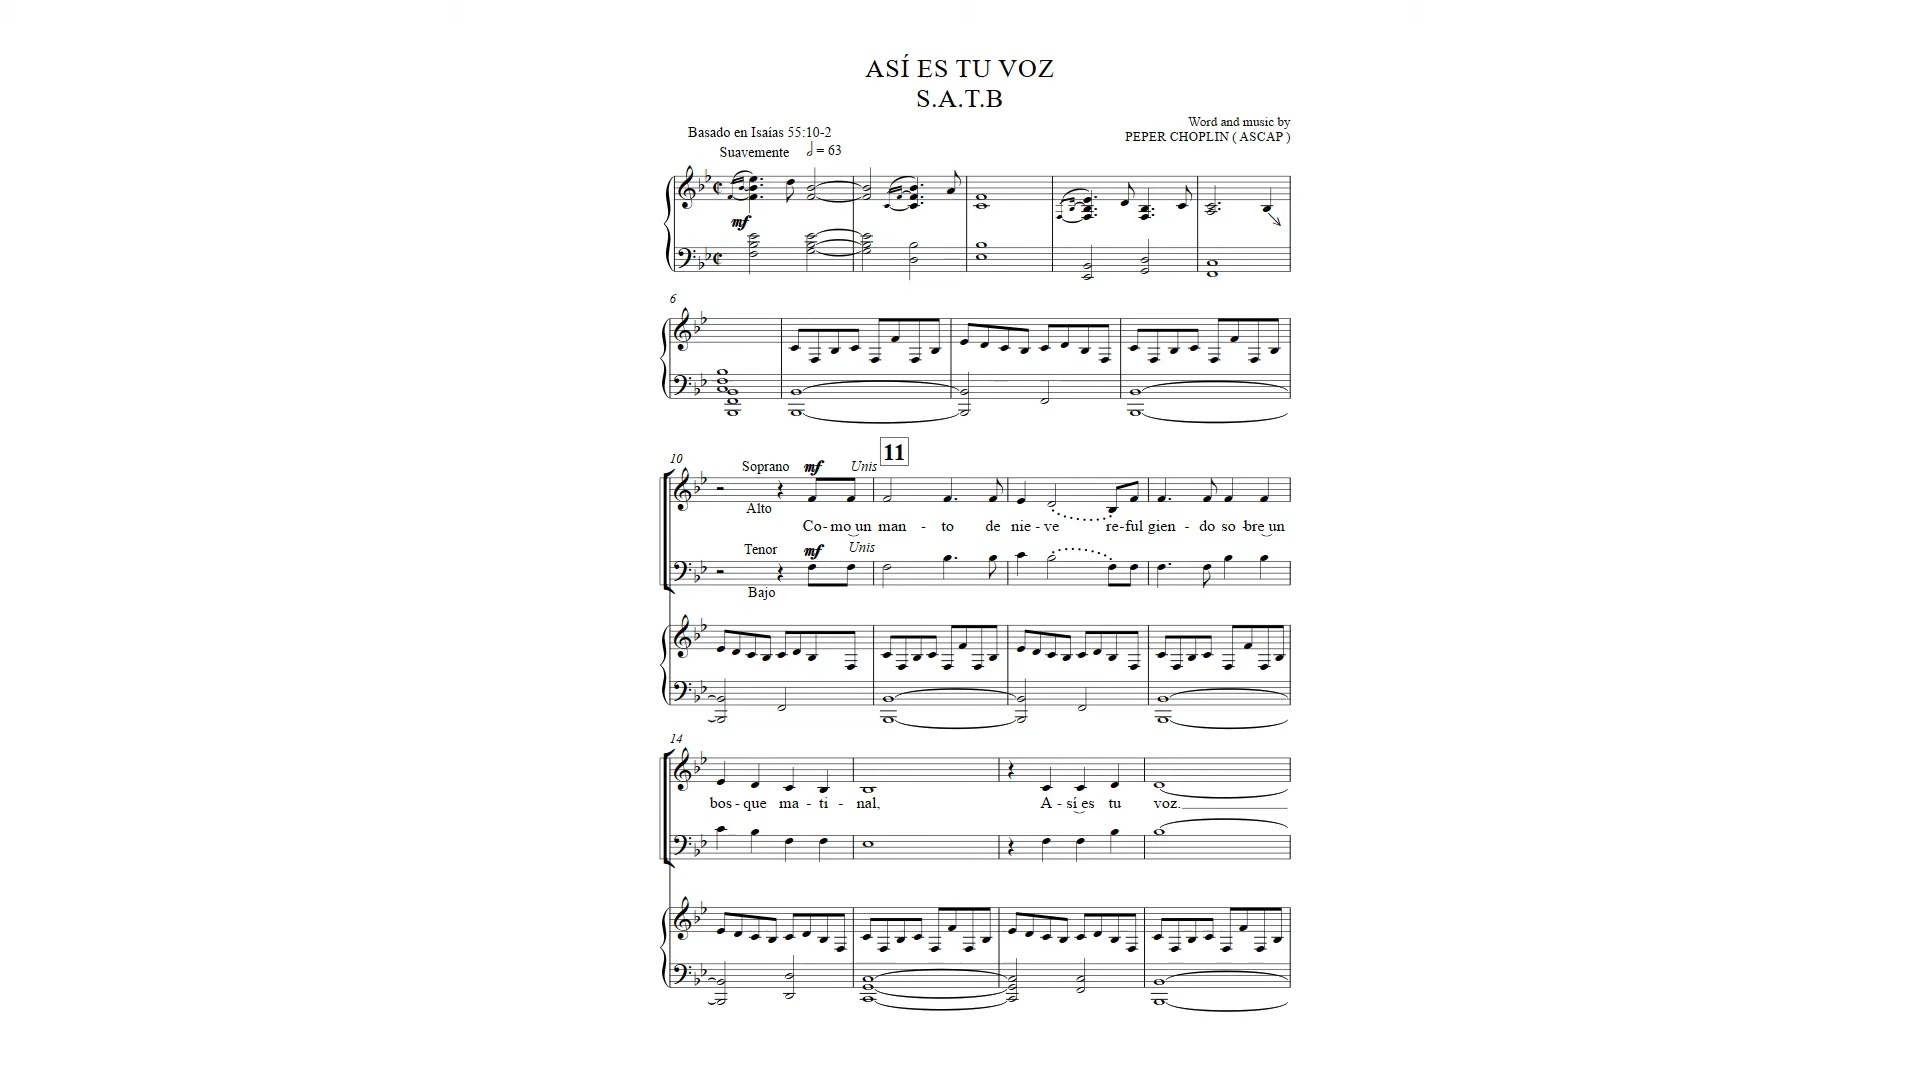 ASÍ ES TU VOZ
S.A.T.B
Word and music by
Basado en Isaías 55:10-2
PEPER CHOPLIN ( ASCAP )
Suavemente = 63
mf
6
11
10
Soprano mf Unis
Alto
Co-mo un man - to de nie - ve re-ful gien - do so -bre un
Tenor mf Unis
Bajo
14
bos - que ma - ti - nal, A - sí es tu voz.